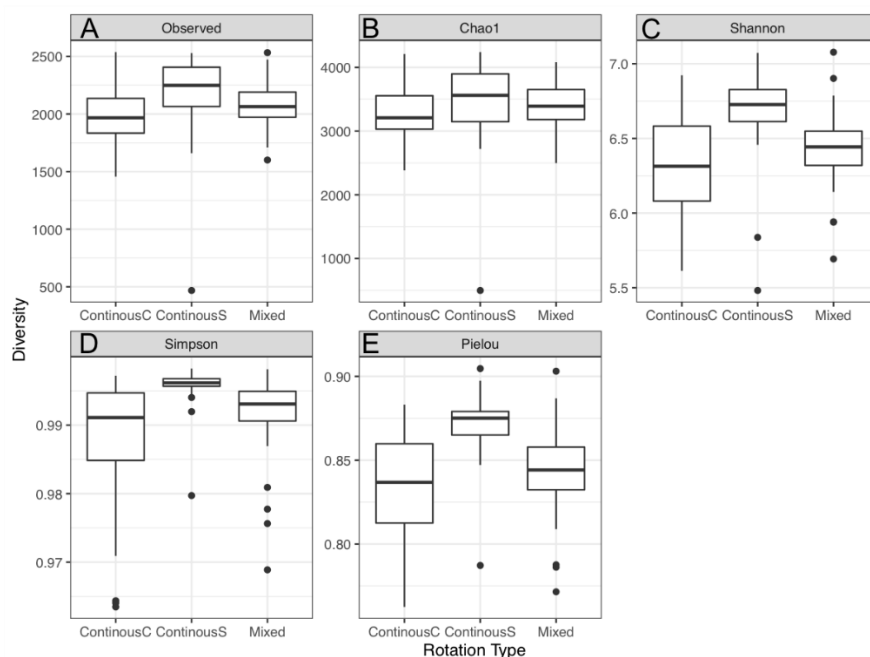 A Observed
B Chao1
C Shannon
2500
2000
1500
1000
500
4000
3000
2000
1000
7.0
6.5
6.0
5.5
ContinousC ContinousS Mixed
ContinousC ContinousS Mixed
ContinousC ContinousS Mixed
Diversity
D Simpson
E Pielou
0.99
0.98
0.97
0.90
0.85
0.80
ContinousC ContinousS Mixed
ContinousC ContinousS Mixed
Rotation Type